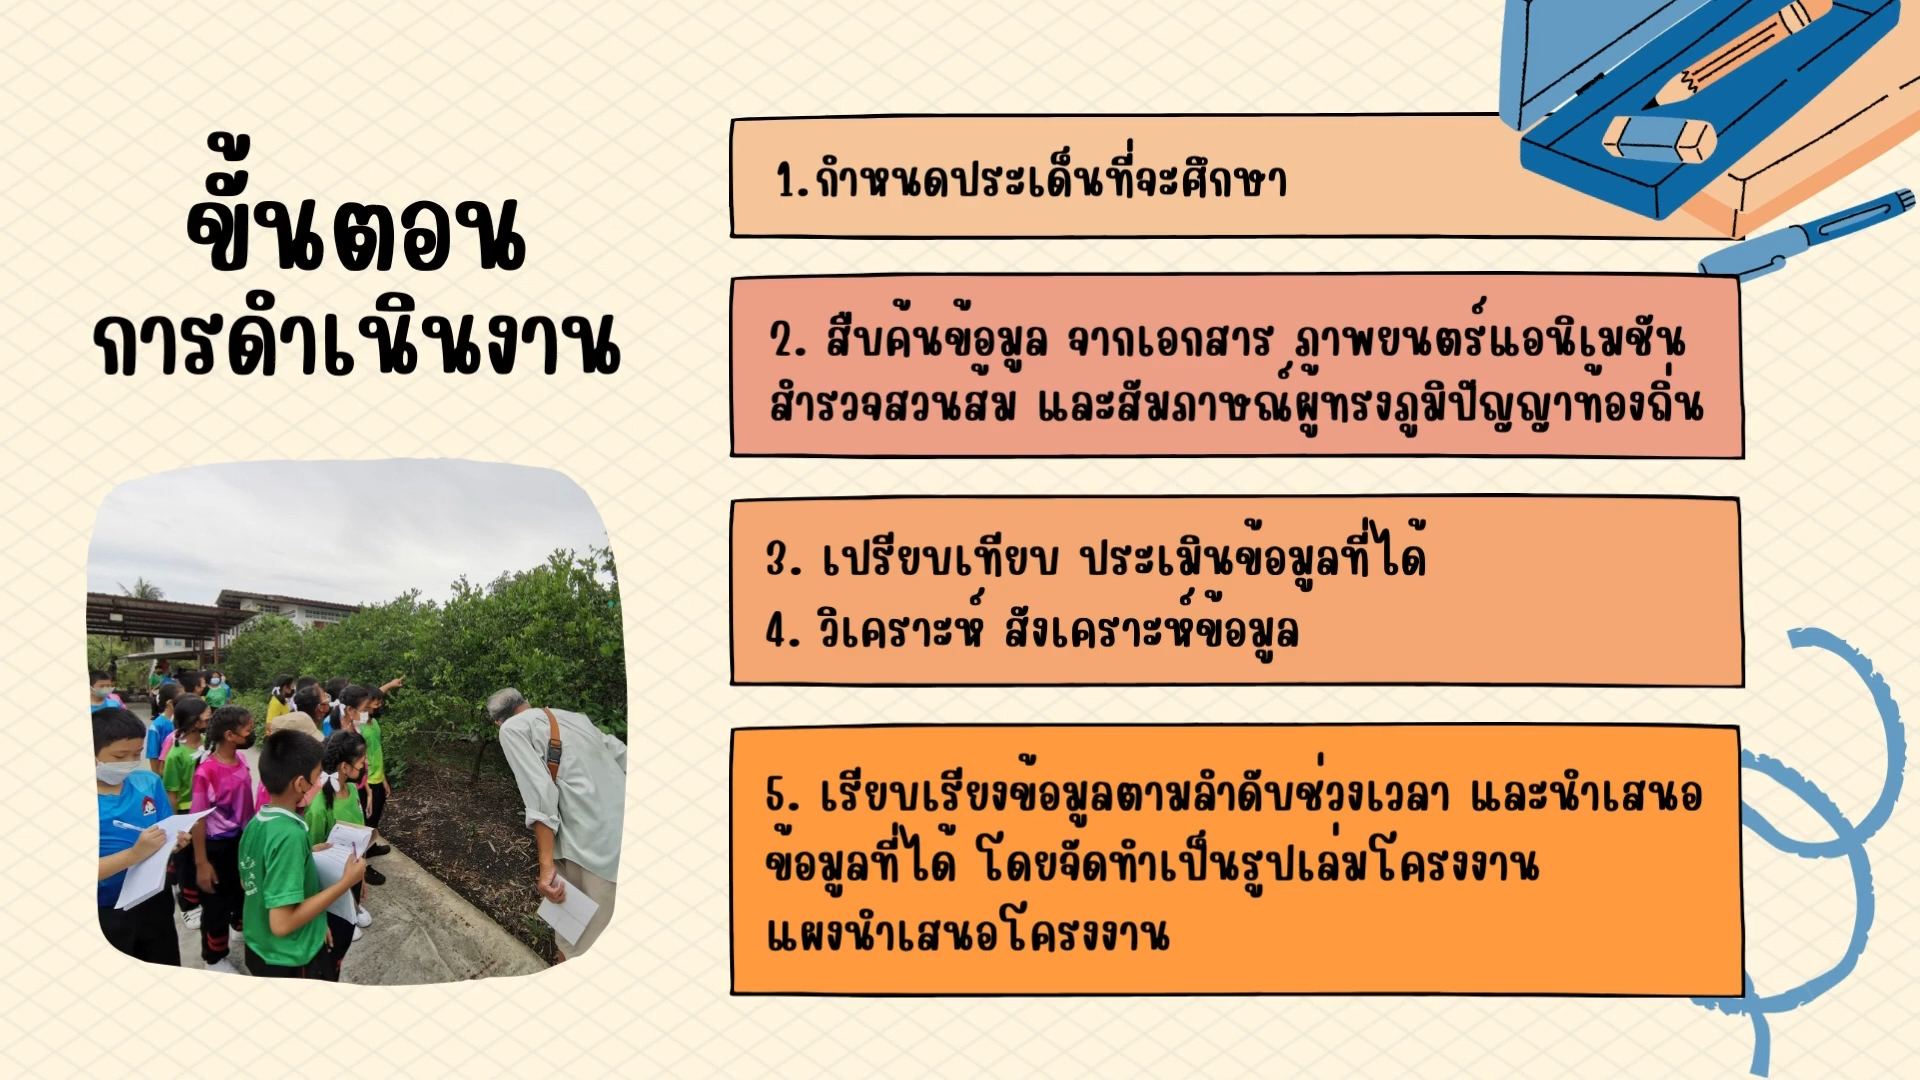 ขั้นตอน
การดำเนินงาน
1. กำหนดประเด็นที่จะศึกษา
2. สืบค้นข้อมูล จากเอกสาร ภาพยนตร์แอนิเมชัน
สำรวจสวนส้ม และสัมภาษณ์ผู้ทรงภูมิปัญญาท้องถิ่น
3. เปรียบเทียบ ประเมินข้อมูลที่ได้
4. วิเคราะห์ สังเคราะห์ข้อมูล
5. เรียบเรียงข้อมูลตามลำดับช่วงเวลา และนำเสนอ
ข้อมูลที่ได้ โดยจัดทำเป็นรูปเล่มโครงงาน
แผงนำเสนอโครงงาน